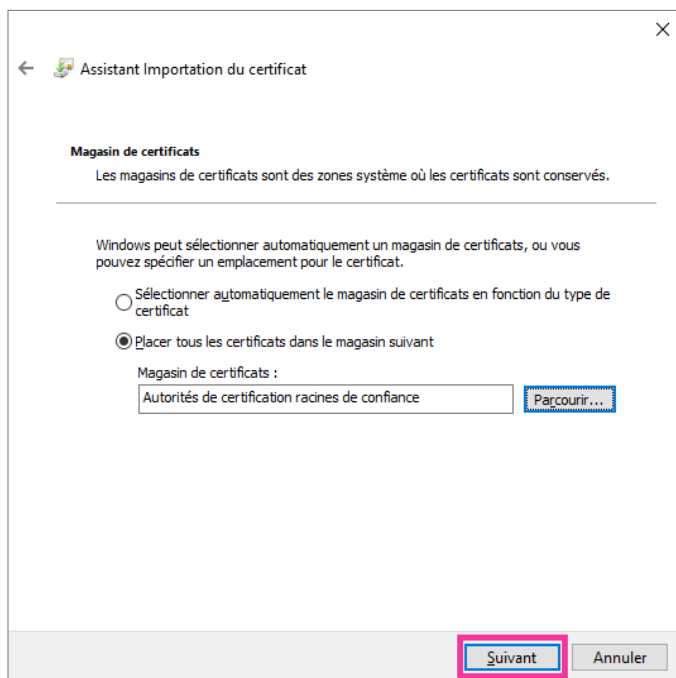 Assistant Importation du certificat
Magasin de certificats
Les magasins de certificats sont des zones système où les certificats sont conservés.
Windows peut sélectionner automatiquement un magasin de certificats, ou vous
pouvez spécifier un emplacement pour le certificat.
Sélectionner automatiquement le magasin de certificats en fonction du type de
certificat
Placer tous les certificats dans le magasin suivant
Magasin de certificats :
Autorités de certification racines de confiance
Parcourir...
Suivant
Annuler